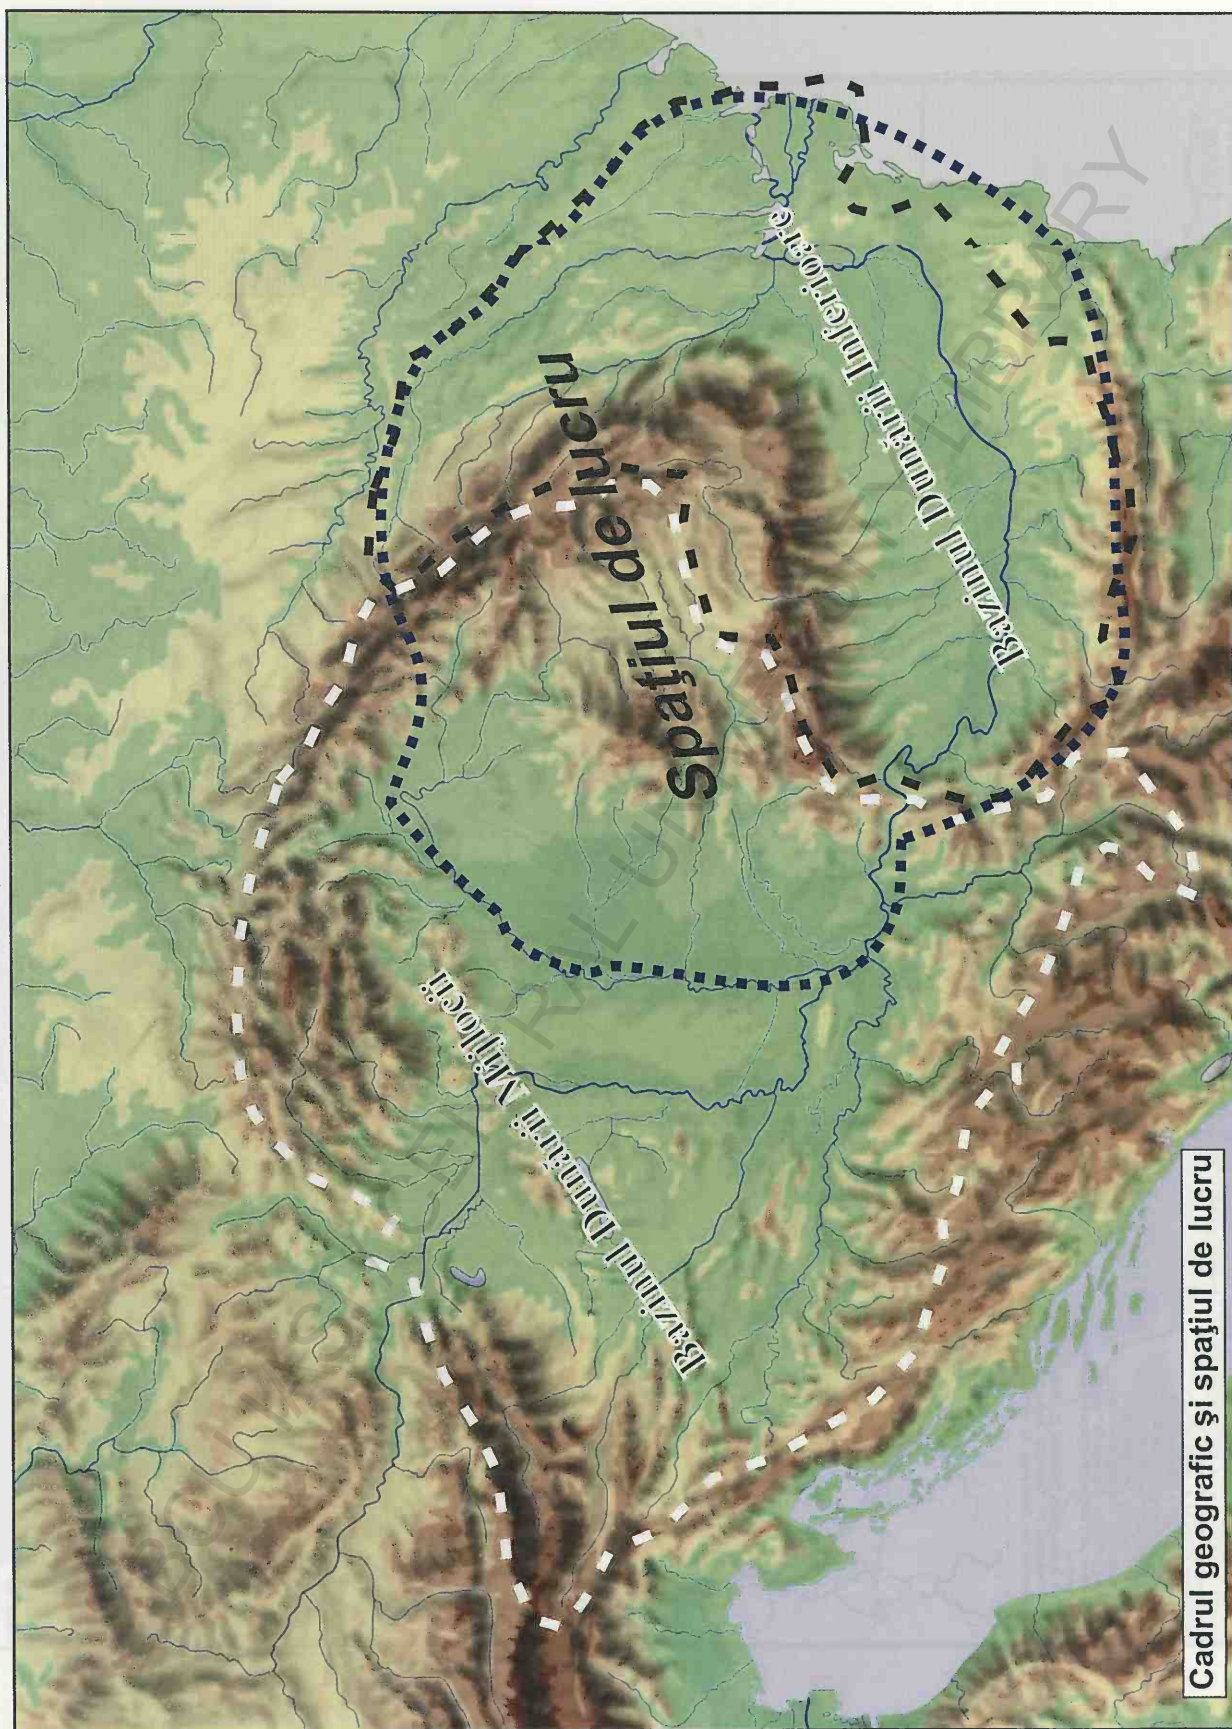 Bazinul Dunării Mijlocii
Spaţiul de lucru
Bazinul Dunării Inferioare
Cadrul geografic şi spaţiul de lucru